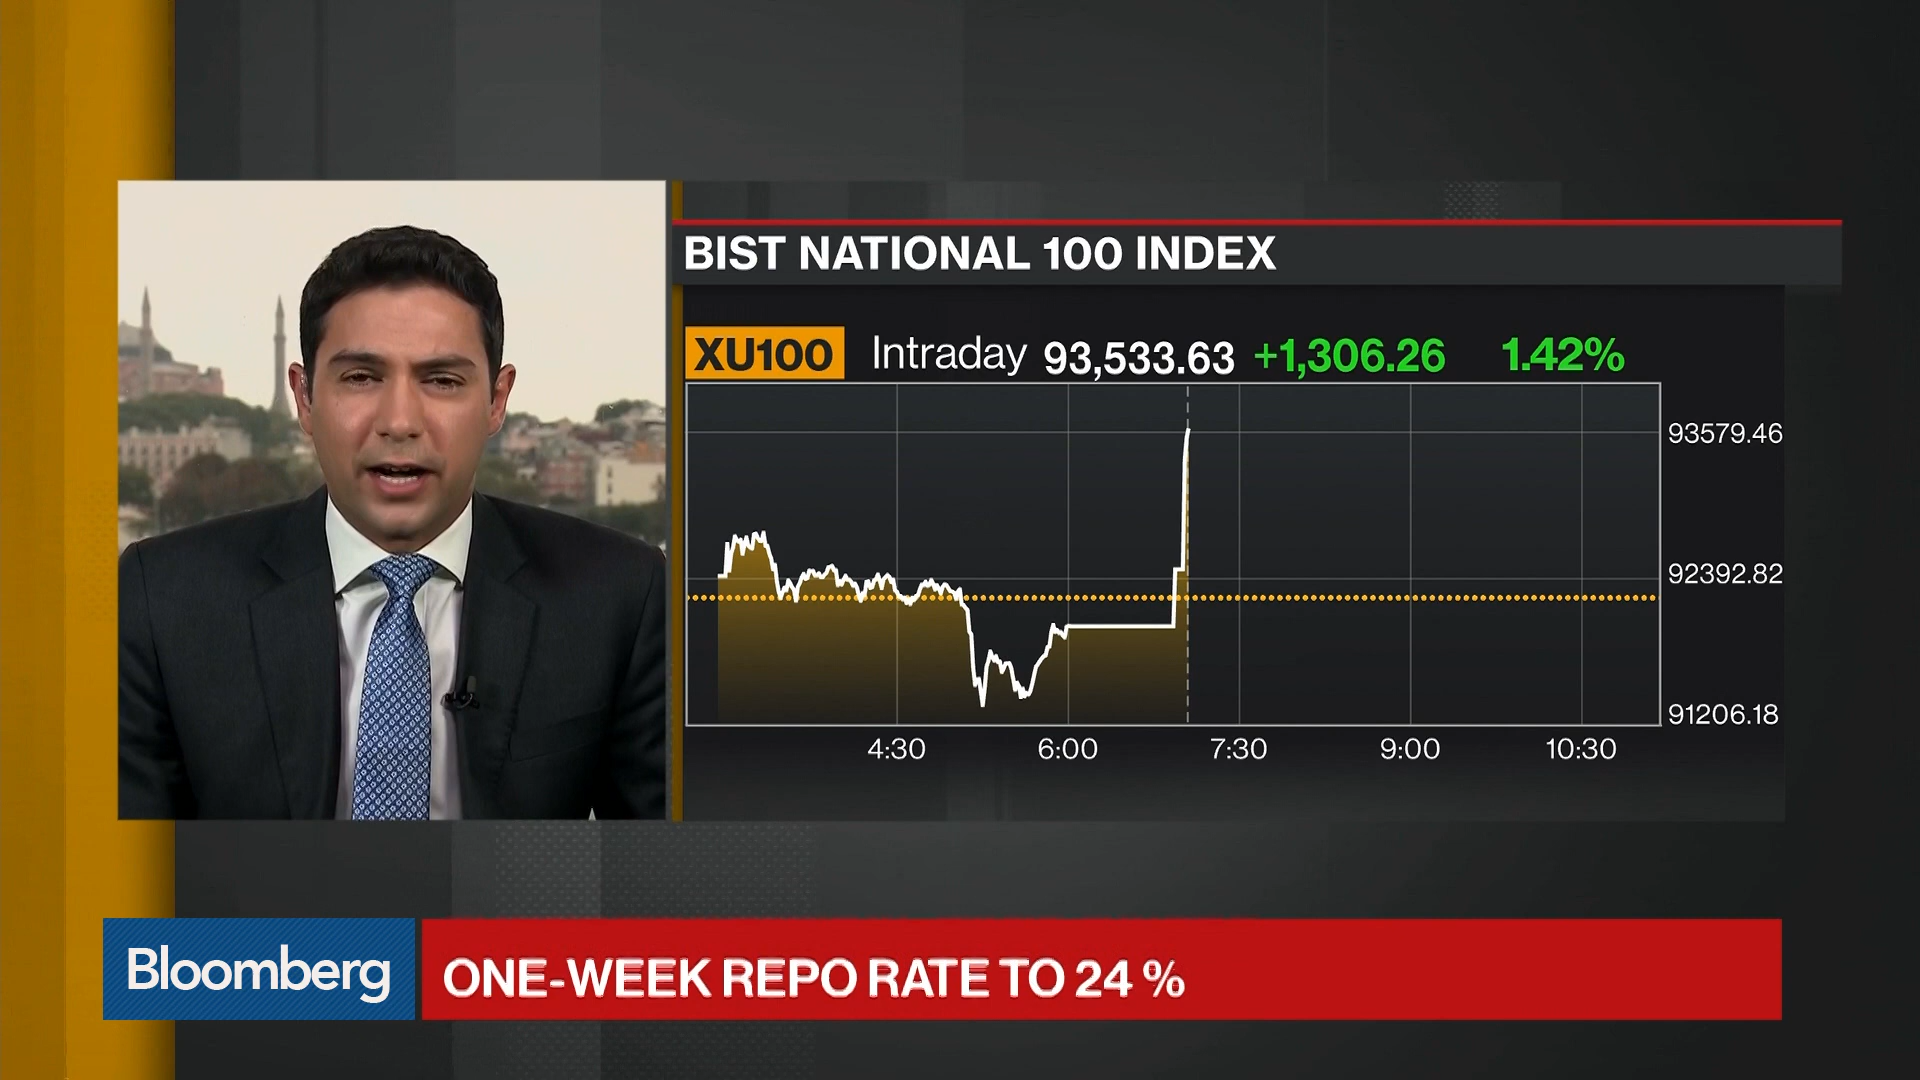 BIST NATIONAL 100 INDEX
XU100 Intraday 93,533.63 +1,306.26 1.42%
93579.46
92392.82
91206.18
4:30 6:00 7:30 9:00 10:30
Bloomberg
ONE-WEEK REPO RATE TO 24 %